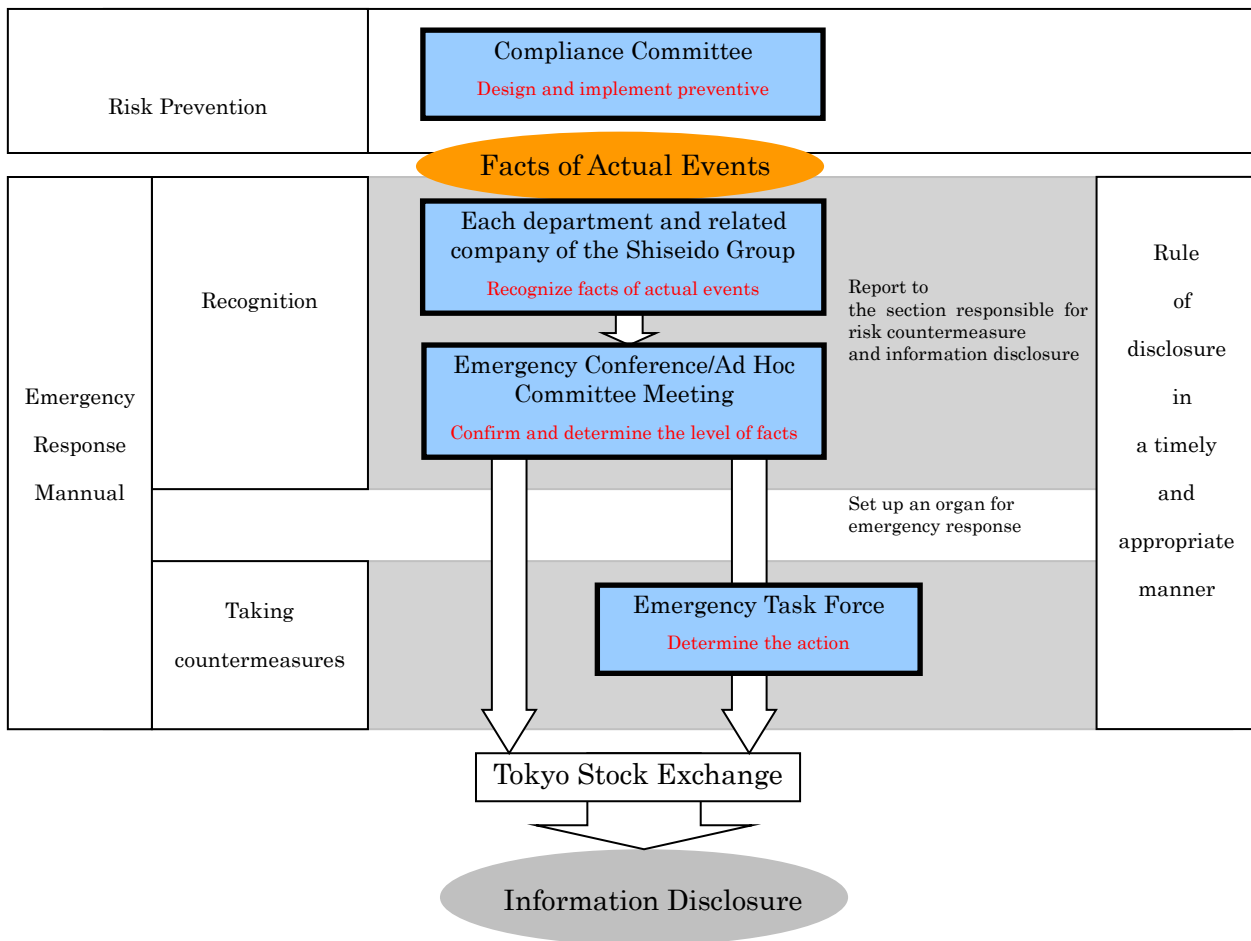 Compliance Committee
Design and implement preventive
Risk Prevention
Facts of Actual Events
Each department and related
company of the Shiseido Group
Recognize facts of actual events
Recognition
Report to
the section responsible for
risk countermeasure
and information disclosure
Emergency Conference/Ad Hoc
Committee Meeting
Confirm and determine the level of facts
Emergency
Response
Mannual
Set up an organ for
emergency response
Rule
of
disclosure
in
a timely
and
appropriate
manner
Taking
countermeasures
Emergency Task Force
Determine the action
Tokyo Stock Exchange
Information Disclosure